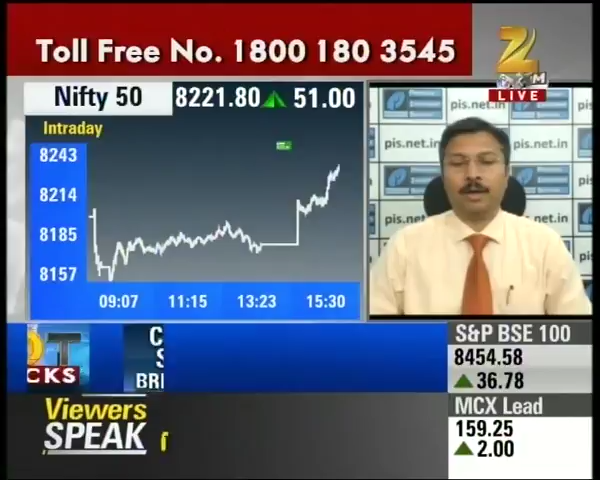 Toll Free No. 1800 180 3545
Z
LIVE
Nifty 50
8221.80 51.00
Intraday
8243
8214
8185
8157
09:07 11:15 13:23 15:30
pis.net.in
pis.net.in
pis.net.in
pis.net.in
OT
CKS
C
S
BRI
S&P BSE 100
8454.58
36.78
MCX Lead
159.25
2.00
Viewers
SPEAK